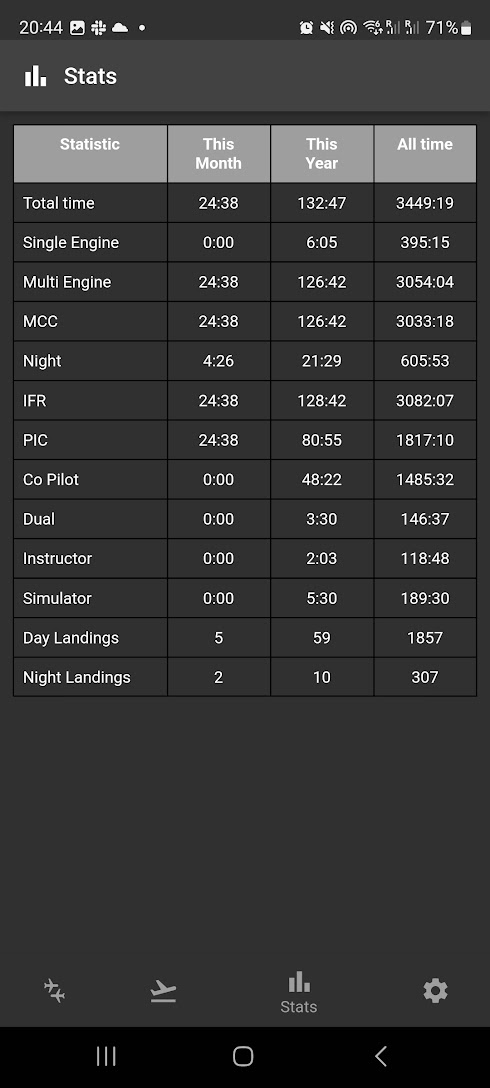 20:44 71%
Stats
Statistic This Month This Year All time
Total time 24:38 132:47 3449:19
Single Engine 0:00 6:05 395:15
Multi Engine 24:38 126:42 3054:04
MCC 24:38 126:42 3033:18
Night 4:26 21:29 605:53
IFR 24:38 128:42 3082:07
PIC 24:38 80:55 1817:10
Co Pilot 0:00 48:22 1485:32
Dual 0:00 3:30 146:37
Instructor 0:00 2:03 118:48
Simulator 0:00 5:30 189:30
Day Landings 5 59 1857
Night Landings 2 10 307
Stats